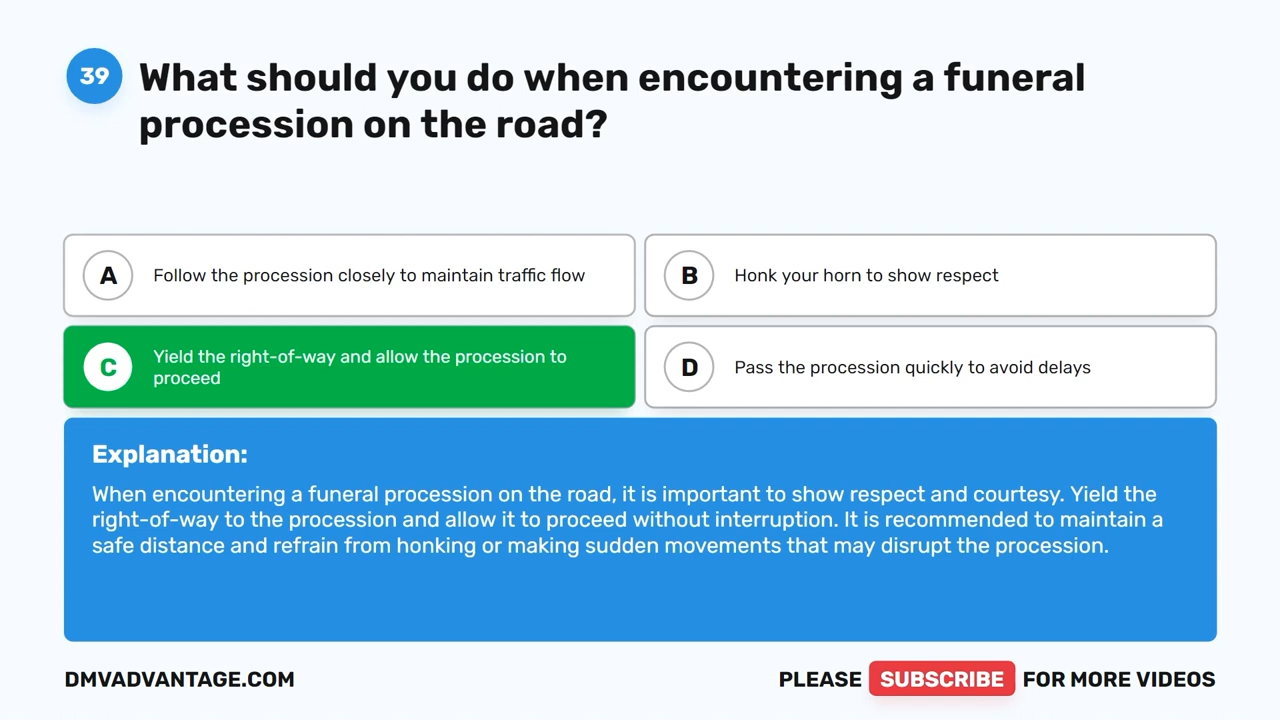 39
What should you do when encountering a funeral
procession on the road?
A
Follow the procession closely to maintain traffic flow
B
Honk your horn to show respect
C
Yield the right-of-way and allow the procession to
proceed
D
Pass the procession quickly to avoid delays
Explanation:
When encountering a funeral procession on the road, it is important to show respect and courtesy. Yield the
right-of-way to the procession and allow it to proceed without interruption. It is recommended to maintain a
safe distance and refrain from honking or making sudden movements that may disrupt the procession.
DMVADVANTAGE.COM
PLEASE SUBSCRIBE FOR MORE VIDEOS